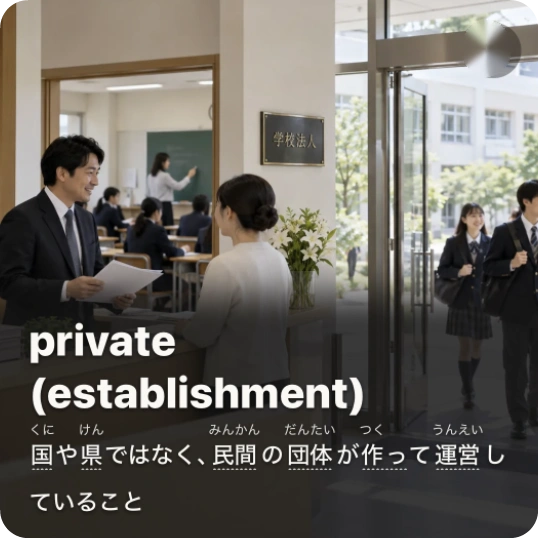 学校法人
private
(establishment)
くに けん みんかん だんたい つく うんえい
国や県ではなく、民間の団体が作って運営し
ていること